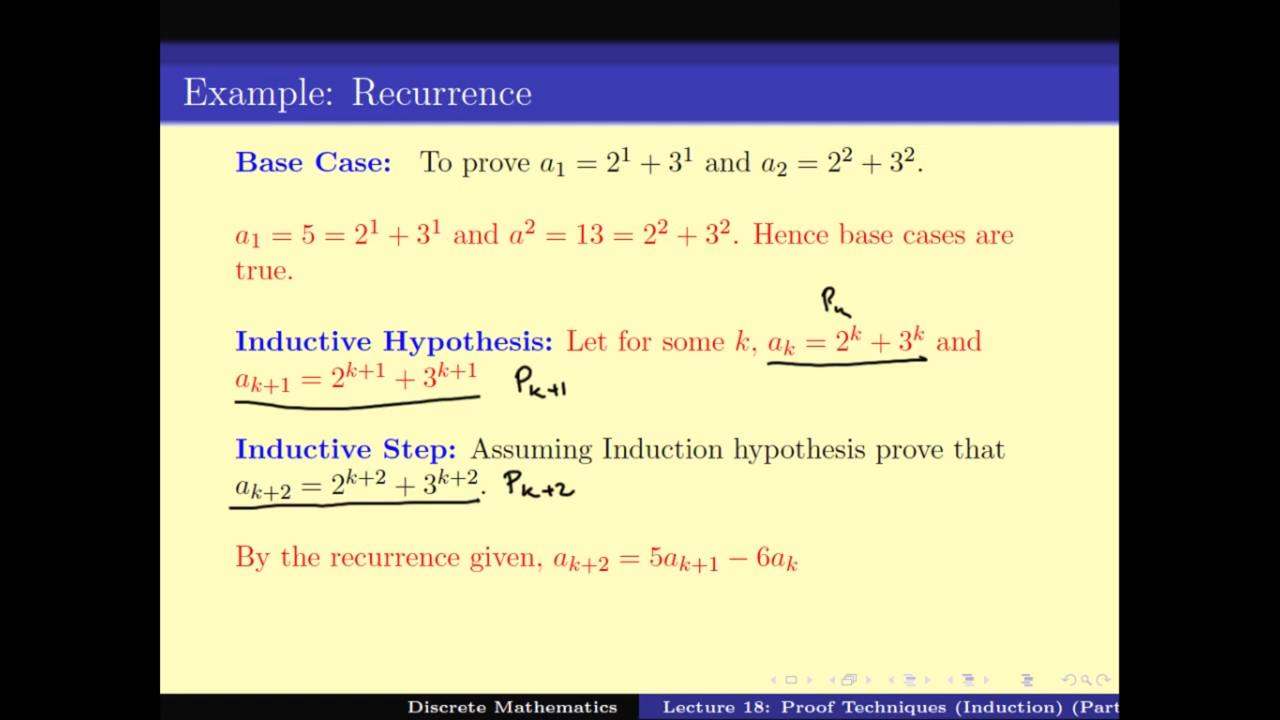 Example: Recurrence
Base Case: To prove a₁ = 2¹ + 3¹ and a₂ = 2² + 3².
a₁ = 5 = 2¹ + 3¹ and a² = 13 = 2² + 3². Hence base cases are
true.
Pₖ
Inductive Hypothesis: Let for some k, aₖ = 2ᵏ + 3ᵏ and
aₖ₊₁ = 2ᵏ⁺¹ + 3ᵏ⁺¹ Pₖ₊₁
Inductive Step: Assuming Induction hypothesis prove that
aₖ₊₂ = 2ᵏ⁺² + 3ᵏ⁺². Pₖ₊₂
By the recurrence given, aₖ₊₂ = 5aₖ₊₁ − 6aₖ
Discrete Mathematics Lecture 18: Proof Techniques (Induction) (Part